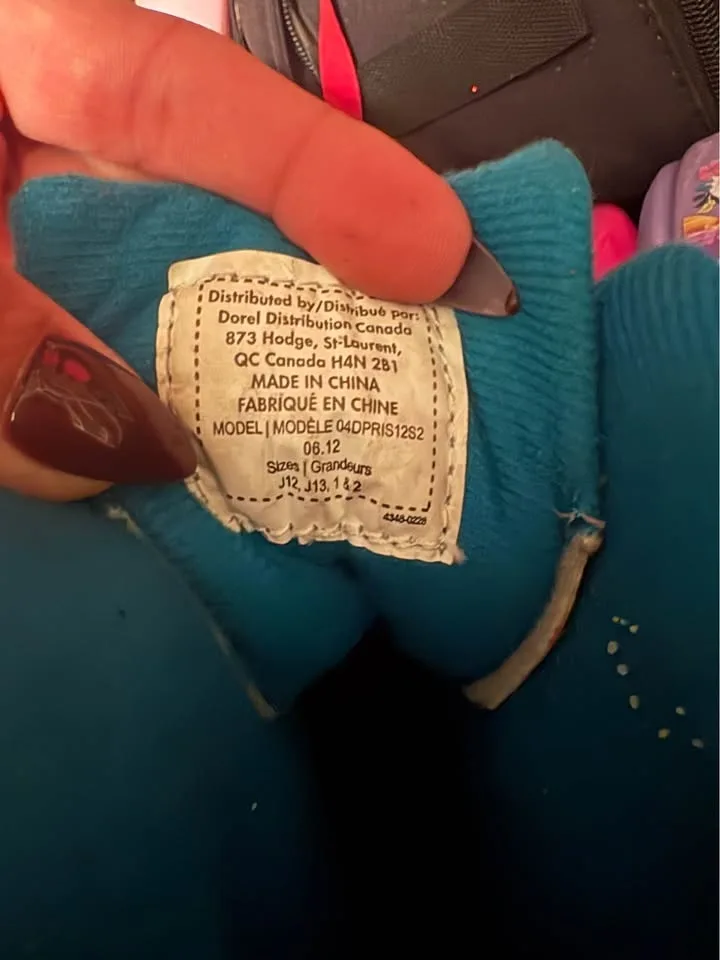 Distributed by/Distribué par:
Dorel Distribution Canada
873 Hodge, St-Laurent,
QC Canada H4N 2B1
MADE IN CHINA
FABRIQUÉ EN CHINE
MODEL | MODÈLE 04DPRIS12S2
06.12
Sizes | Grandeurs
J12, J13, 1 & 2
4348-0228